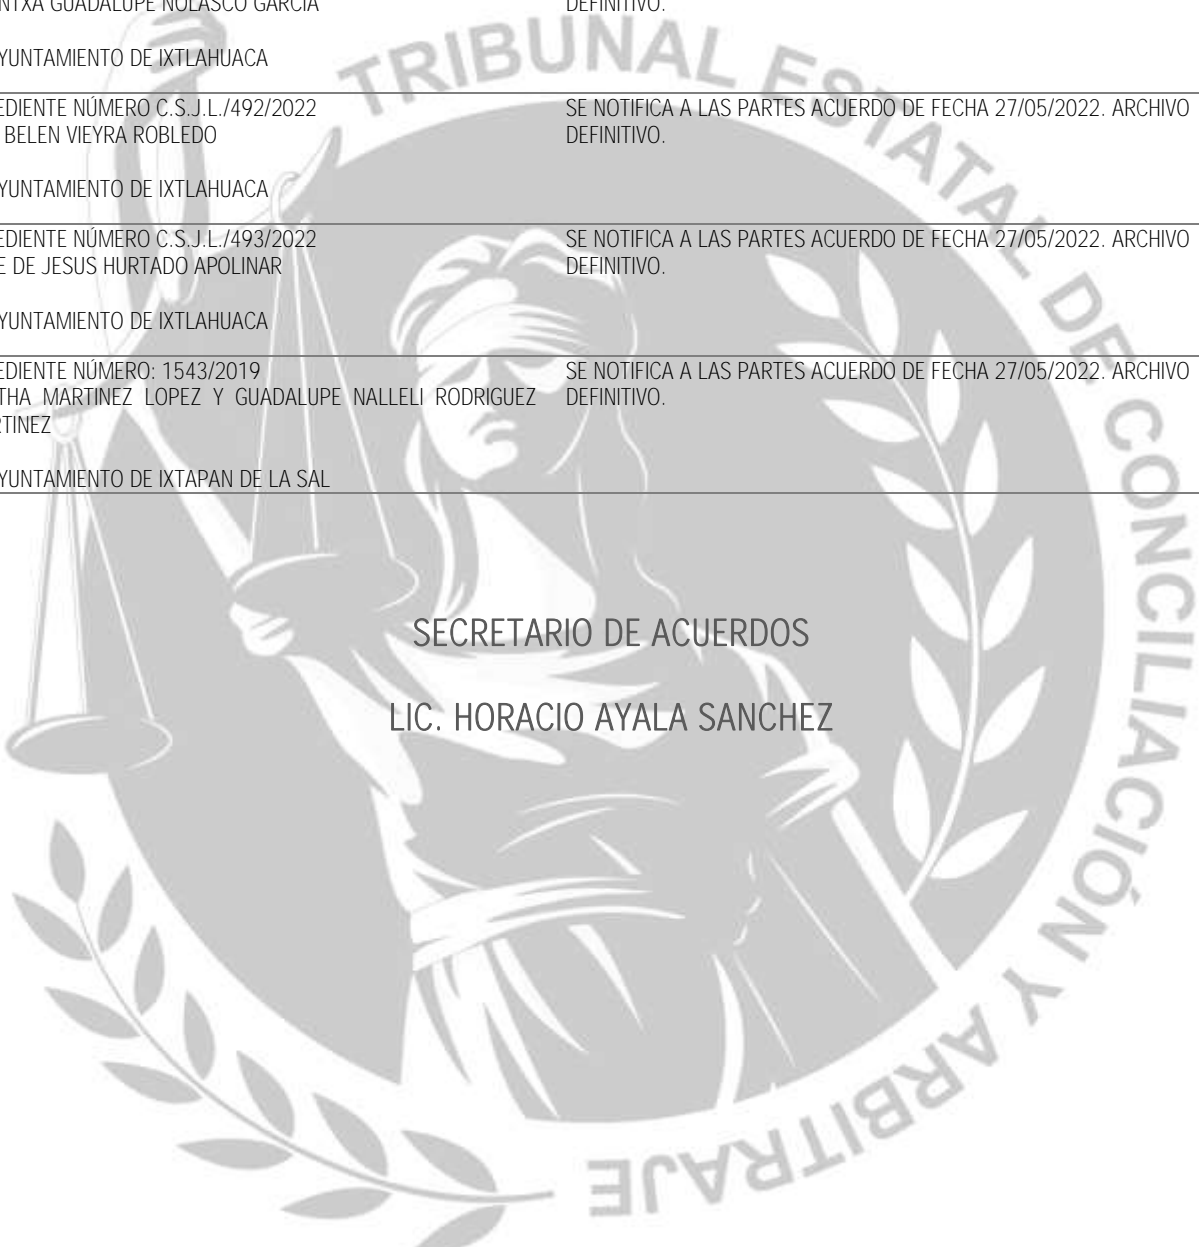 NTXA GUADALUPE NOLASCO GARCIA
DEFINITIVO.
YUNTAMIENTO DE IXTLAHUACA
EDIENTE NÚMERO C.S.J.L./492/2022
BELEN VIEYRA ROBLEDO
SE NOTIFICA A LAS PARTES ACUERDO DE FECHA 27/05/2022. ARCHIVO
DEFINITIVO.
YUNTAMIENTO DE IXTLAHUACA
EDIENTE NÚMERO C.S.J.L./493/2022
E DE JESUS HURTADO APOLINAR
SE NOTIFICA A LAS PARTES ACUERDO DE FECHA 27/05/2022. ARCHIVO
DEFINITIVO.
YUNTAMIENTO DE IXTLAHUACA
EDIENTE NÚMERO: 1543/2019
THA MARTINEZ LOPEZ Y GUADALUPE NALLELI RODRIGUEZ
TINEZ
SE NOTIFICA A LAS PARTES ACUERDO DE FECHA 27/05/2022. ARCHIVO
DEFINITIVO.
YUNTAMIENTO DE IXTAPAN DE LA SAL
SECRETARIO DE ACUERDOS
LIC. HORACIO AYALA SANCHEZ
TRIBUNAL ESTATAL DE CONCILIACIÓN Y ARBITRAJE